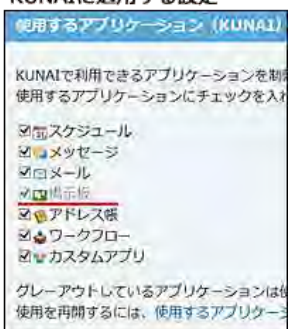 KUNAIに適用する設定
使用するアプリケーション（KUNAI）
KUNAIで利用できるアプリケーションを制
使用するアプリケーションにチェックを入れ
スケジュール
メッセージ
メール
掲示板
アドレス帳
ワークフロー
カスタムアプリ
グレーアウトしているアプリケーションは使
使用を再開するには、使用するアプリケーシ